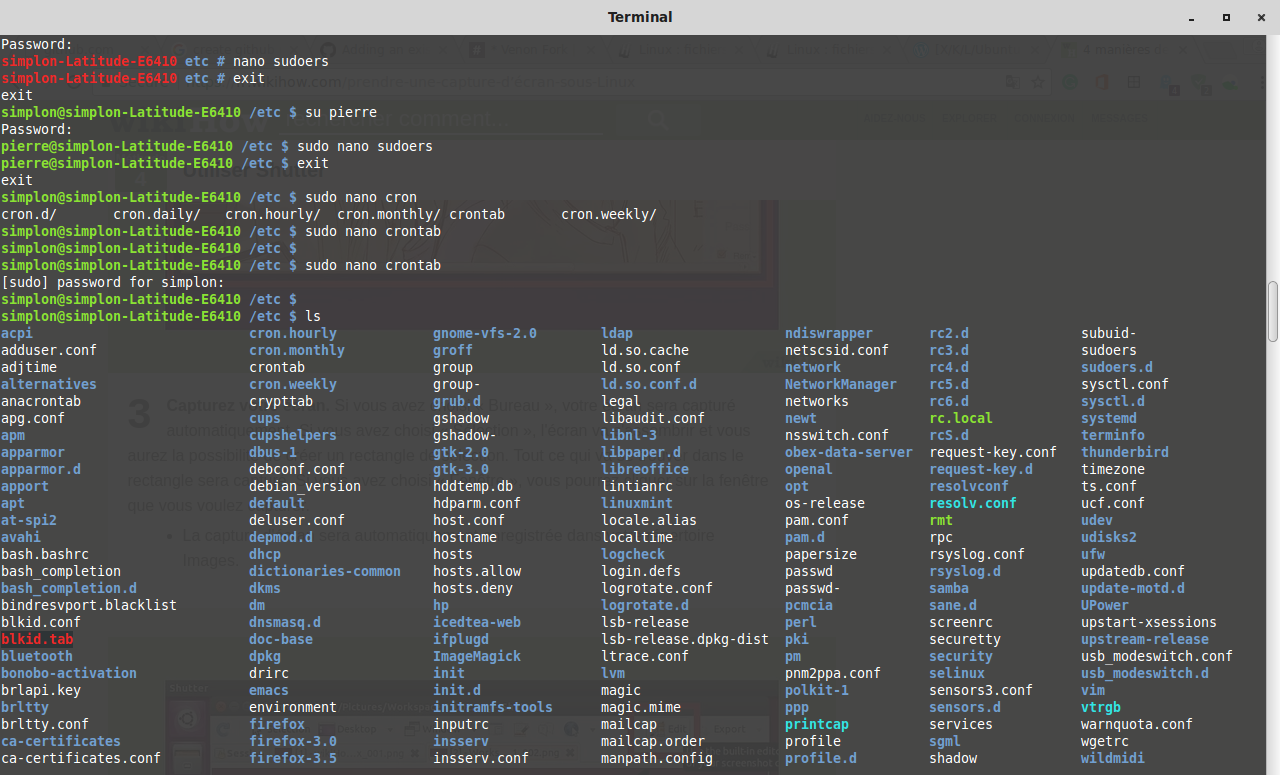 Terminal
Password:
simplon-Latitude-E6410 etc # nano sudoers
simplon-Latitude-E6410 etc # exit
exit
simplon@simplon-Latitude-E6410 /etc $ su pierre
Password:
pierre@simplon-Latitude-E6410 /etc $ sudo nano sudoers
pierre@simplon-Latitude-E6410 /etc $ exit
exit
simplon@simplon-Latitude-E6410 /etc $ sudo nano cron
cron.d/ cron.daily/ cron.hourly/ cron.monthly/ crontab cron.weekly/
simplon@simplon-Latitude-E6410 /etc $ sudo nano crontab
simplon@simplon-Latitude-E6410 /etc $
simplon@simplon-Latitude-E6410 /etc $ sudo nano crontab
[sudo] password for simplon:
simplon@simplon-Latitude-E6410 /etc $
simplon@simplon-Latitude-E6410 /etc $ ls
acpi cron.hourly gnome-vfs-2.0 ldap ndiswrapper rc2.d subuid-
adduser.conf cron.monthly groff ld.so.cache netscsid.conf rc3.d sudoers
adjtime crontab group ld.so.conf network rc4.d sudoers.d
alternatives cron.weekly group- ld.so.conf.d NetworkManager rc5.d sysctl.conf
anacrontab crypttab grub.d legal networks rc6.d sysctl.d
apg.conf cups gshadow libaudit.conf newt rc.local systemd
apm cupshelpers gshadow- libnl-3 nsswitch.conf rcS.d terminfo
apparmor dbus-1 gtk-2.0 libpaper.d obex-data-server request-key.conf thunderbird
apparmor.d debconf.conf gtk-3.0 libreoffice openal request-key.d timezone
apport debian_version hddtemp.db lintianrc opt resolvconf ts.conf
apt default hdparm.conf linuxmint os-release resolv.conf ucf.conf
at-spi2 deluser.conf host.conf locale.alias pam.conf rmt udev
avahi depmod.d hostname localtime pam.d rpc udisks2
bash.bashrc dhcp hosts logcheck papersize rsyslog.conf ufw
bash_completion dictionaries-common hosts.allow login.defs passwd rsyslog.d updatedb.conf
bash_completion.d dkms hosts.deny logrotate.conf passwd- samba update-motd.d
bindresvport.blacklist dm hp logrotate.d pcmcia sane.d UPower
blkid.conf dnsmasq.d icedtea-web lsb-release perl screenrc upstart-xsessions
blkid.tab doc-base ifplugd lsb-release.dpkg-dist pki securetty upstream-release
bluetooth dpkg ImageMagick ltrace.conf pm security usb_modeswitch.conf
bonobo-activation drirc init lvm pnm2ppa.conf selinux usb_modeswitch.d
brlapi.key emacs init.d magic polkit-1 sensors3.conf vim
brltty environment initramfs-tools magic.mime ppp sensors.d vtrgb
brltty.conf firefox inputrc mailcap printcap services warnquota.conf
ca-certificates firefox-3.0 insserv mailcap.order profile sgml wgetrc
ca-certificates.conf firefox-3.5 insserv.conf manpath.config profile.d shadow wildmidi